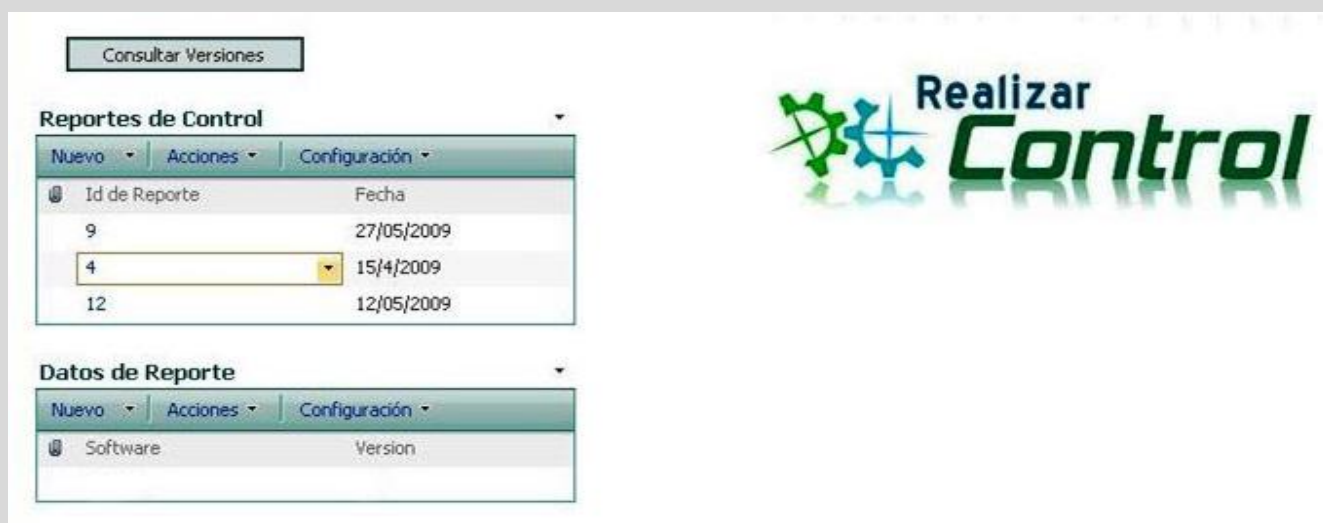 Consultar Versiones
Realizar
Control
Reportes de Control
Nuevo Acciones Configuración
Id de Reporte Fecha
9 27/05/2009
4 15/4/2009
12 12/05/2009
Datos de Reporte
Nuevo Acciones Configuración
Software Version